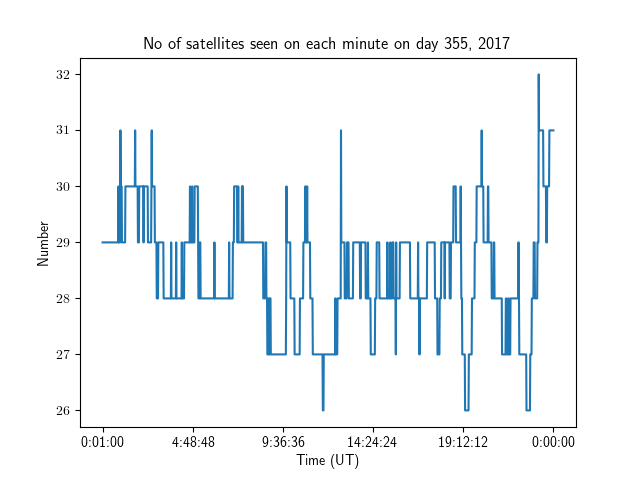 No of satellites seen on each minute on day 355, 2017
32
31
30
29
28
27
26
Number
0:01:00 4:48:48 9:36:36 14:24:24 19:12:12 0:00:00
Time (UT)